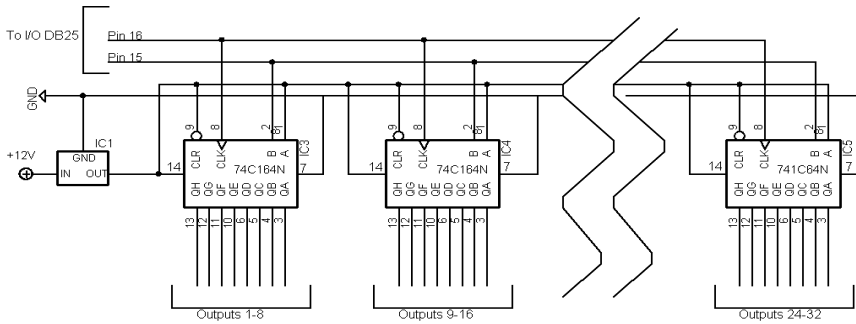 To I/O DB25
Pin 16
Pin 15
GND
+12V
IC1
GND
IN OUT
9 8 2 81
CLR CLK B A
14 74C164N 7
IC3
QH QG QF QE QD QC QB QA
13 12 11 10 6 5 4 3
Outputs 1-8
9 8 2 81
CLR CLK B A
14 74C164N 7
IC4
QH QG QF QE QD QC QB QA
13 12 11 10 6 5 4 3
Outputs 9-16
9 8 2 81
CLR CLK B A
14 741C64N 7
IC5
QH QG QF QE QD QC QB QA
13 12 11 10 6 5 4 3
Outputs 24-32